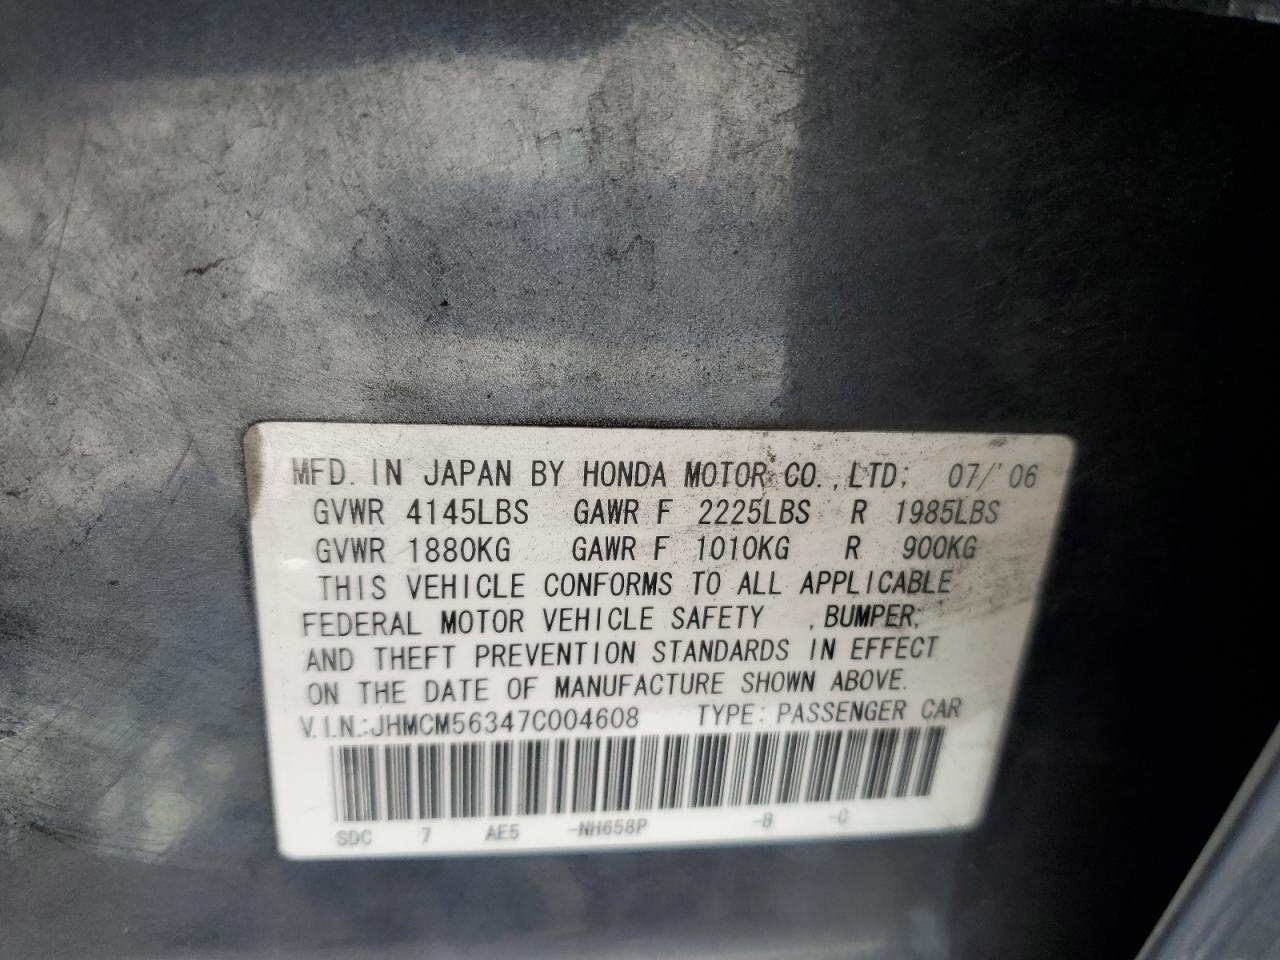 MFD. IN JAPAN BY HONDA MOTOR CO.,LTD; 07/'06
GVWR 4145LBS GAWR F 2225LBS R 1985LBS
GVWR 1880KG GAWR F 1010KG R 900KG
THIS VEHICLE CONFORMS TO ALL APPLICABLE
FEDERAL MOTOR VEHICLE SAFETY ,BUMPER,
AND THEFT PREVENTION STANDARDS IN EFFECT
ON THE DATE OF MANUFACTURE SHOWN ABOVE.
V.I.N.:JHMCM56347C004608 TYPE:PASSENGER CAR
SDC 7 AE5 -NH658P -B -C